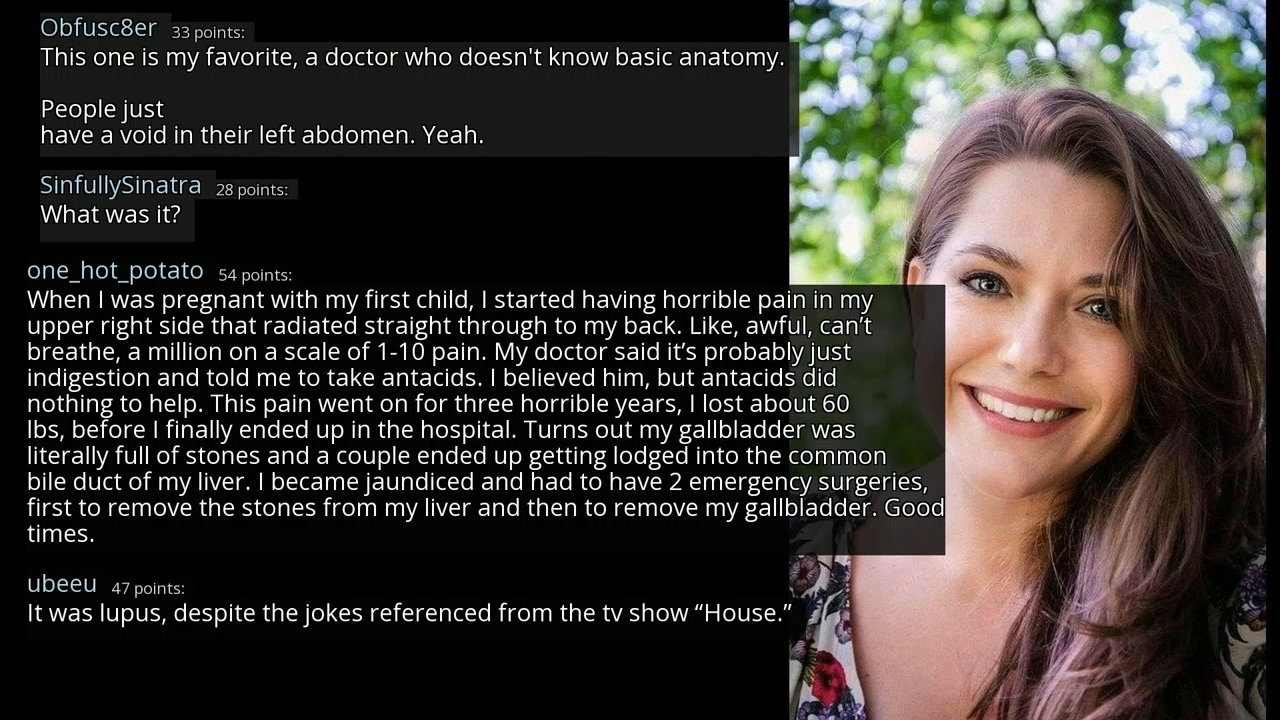 Obfusc8er 33 points:
This one is my favorite, a doctor who doesn't know basic anatomy.
People just
have a void in their left abdomen. Yeah.
SinfullySinatra 28 points:
What was it?
one_hot_potato 54 points:
When I was pregnant with my first child, I started having horrible pain in my
upper right side that radiated straight through to my back. Like, awful, can’t
breathe, a million on a scale of 1-10 pain. My doctor said it’s probably just
indigestion and told me to take antacids. I believed him, but antacids did
nothing to help. This pain went on for three horrible years, I lost about 60
lbs, before I finally ended up in the hospital. Turns out my gallbladder was
literally full of stones and a couple ended up getting lodged into the common
bile duct of my liver. I became jaundiced and had to have 2 emergency surgeries,
first to remove the stones from my liver and then to remove my gallbladder. Good
times.
ubeeu 47 points:
It was lupus, despite the jokes referenced from the tv show “House.”